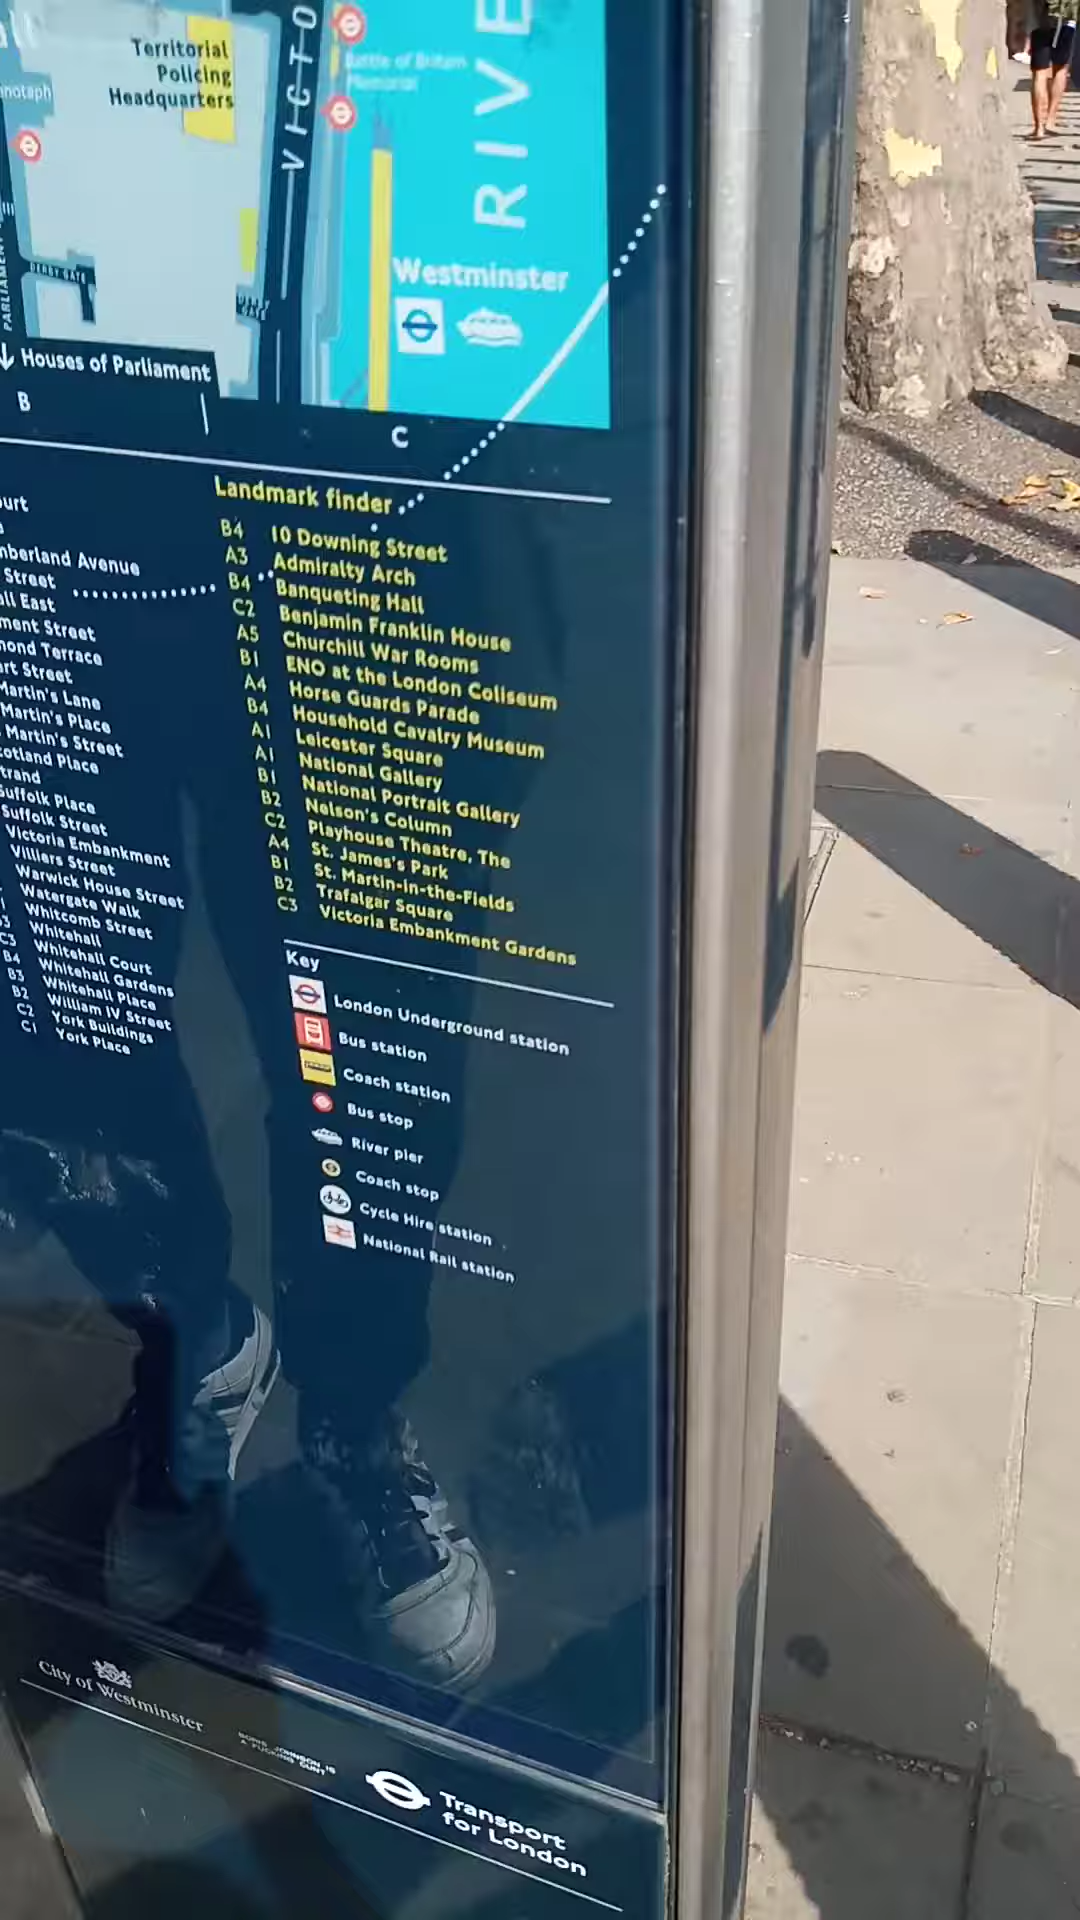 Territorial
Policing
Headquarters
Battle of Britain
Memorial
VICTO
RIVE
DERBY GATE
Westminster
Houses of Parliament
B
C
Landmark finder
B4 10 Downing Street
A3 Admiralty Arch
B4 Banqueting Hall
C2 Benjamin Franklin House
A5 Churchill War Rooms
B1 ENO at the London Coliseum
A4 Horse Guards Parade
B4 Household Cavalry Museum
A1 Leicester Square
A1 National Gallery
B1 National Portrait Gallery
B2 Nelson's Column
C2 Playhouse Theatre, The
A4 St. James's Park
B1 St. Martin-in-the-Fields
B2 Trafalgar Square
C3 Victoria Embankment Gardens
mberland Avenue
Street
all East
ment Street
mond Terrace
art Street
Martin's Lane
Martin's Place
Martin's Street
cotland Place
trand
Suffolk Place
Suffolk Street
Victoria Embankment
Villiers Street
Warwick House Street
Watergate Walk
Whitcomb Street
Whitehall
C3 Whitehall Court
B4 Whitehall Gardens
B3 Whitehall Place
B2 William IV Street
C2 York Buildings
C1 York Place
Key
London Underground station
Bus station
Coach station
Bus stop
River pier
Coach stop
Cycle Hire station
National Rail station
City of Westminster
BORIS JOHNSON IS
A FUCKING CUNT
Transport
for London